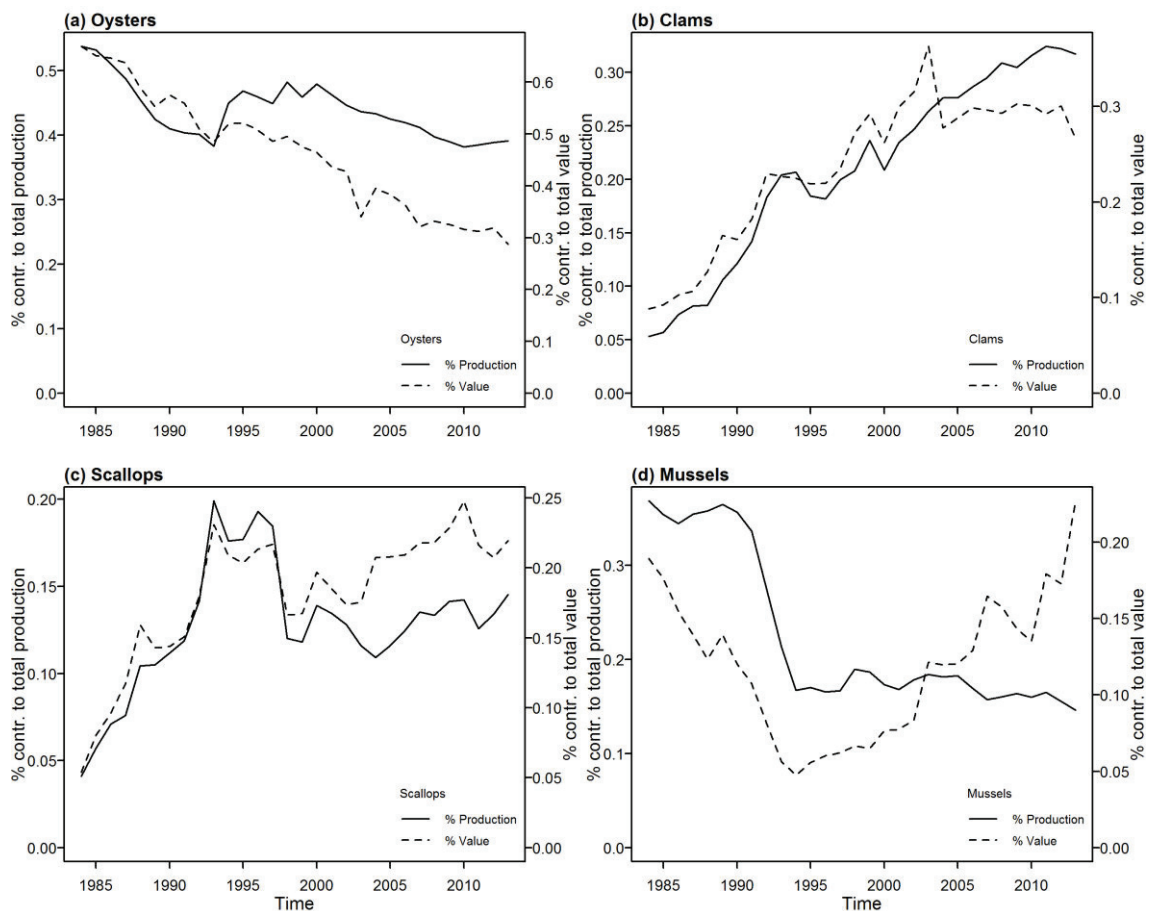 (a) Oysters
% contr. to total production
0.5
0.4
0.3
0.2
0.1
0.0
0.6
0.5
0.4
0.3
0.2
0.1
0.0
% contr. to total value
Oysters
% Production
% Value
1985 1990 1995 2000 2005 2010
(b) Clams
% contr. to total production
0.30
0.25
0.20
0.15
0.10
0.05
0.00
0.3
0.2
0.1
0.0
% contr. to total value
Clams
% Production
% Value
1985 1990 1995 2000 2005 2010
(c) Scallops
% contr. to total production
0.20
0.15
0.10
0.05
0.00
0.25
0.20
0.15
0.10
0.05
0.00
% contr. to total value
Scallops
% Production
% Value
1985 1990 1995 2000 2005 2010
Time
(d) Mussels
% contr. to total production
0.3
0.2
0.1
0.0
0.20
0.15
0.10
0.05
0.00
% contr. to total value
Mussels
% Production
% Value
1985 1990 1995 2000 2005 2010
Time